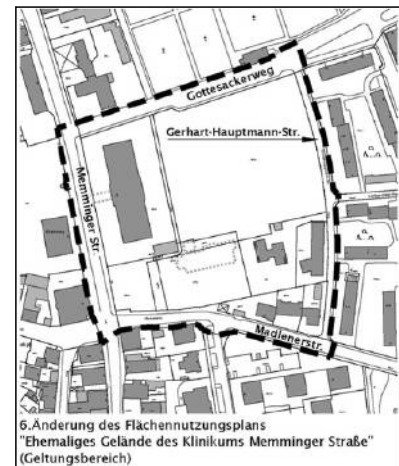 Gottesackerweg
Gerhart-Hauptmann-Str.
Memminger Str.
Madlenerstr.
6.Änderung des Flächennutzungsplans
"Ehemaliges Gelände des Klinikums Memminger Straße"
(Geltungsbereich)